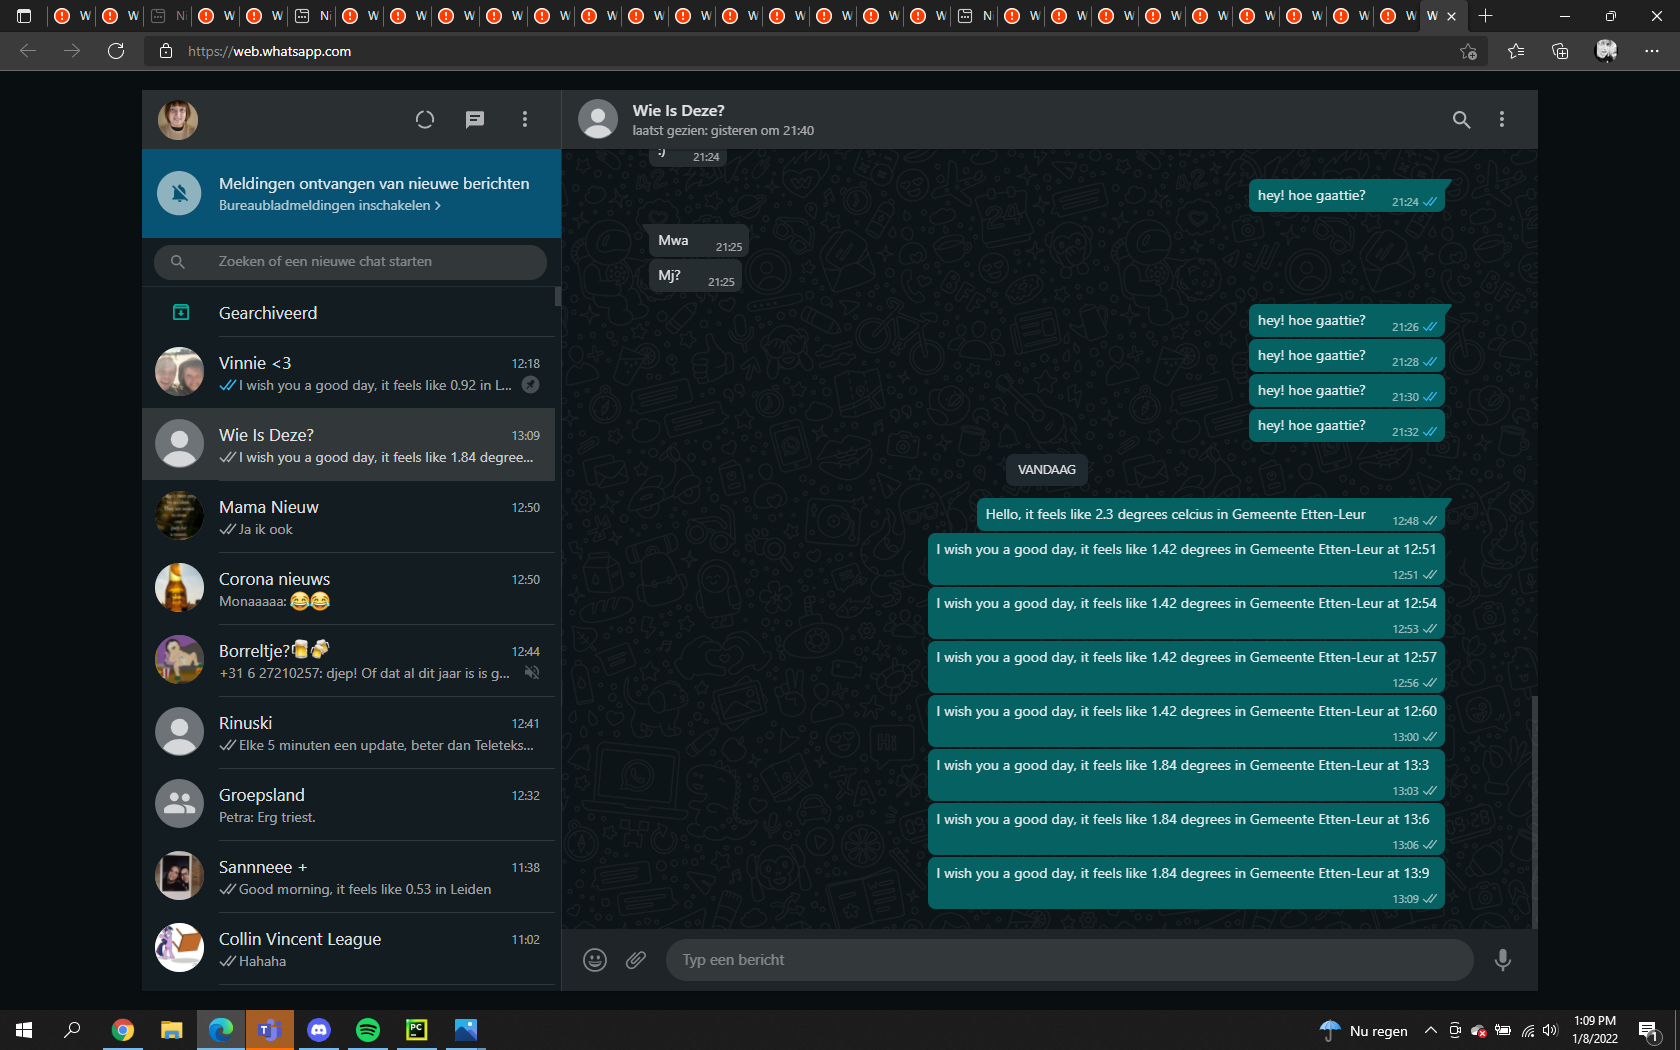 W W Ni W W Ni W W W W W W W W W W W W W N W W W W W W W W W W
https://web.whatsapp.com
Wie Is Deze?
laatst gezien: gisteren om 21:40
Meldingen ontvangen van nieuwe berichten
Bureaubladmeldingen inschakelen >
Zoeken of een nieuwe chat starten
Gearchiveerd
Vinnie <3 12:18
I wish you a good day, it feels like 0.92 in L...
Wie Is Deze? 13:09
I wish you a good day, it feels like 1.84 degree...
Mama Nieuw 12:50
Ja ik ook
Corona nieuws 12:50
Monaaaaa: 😂😂
Borreltje?🍺🍻 12:44
+31 6 27210257: djep! Of dat al dit jaar is is g...
Rinuski 12:41
Elke 5 minuten een update, beter dan Teleteks...
Groepsland 12:32
Petra: Erg triest.
Sannneee + 11:38
Good morning, it feels like 0.53 in Leiden
Collin Vincent League 11:02
Hahaha
:) 21:24
hey! hoe gaattie? 21:24
Mwa 21:25
Mj? 21:25
hey! hoe gaattie? 21:26
hey! hoe gaattie? 21:28
hey! hoe gaattie? 21:30
hey! hoe gaattie? 21:32
VANDAAG
Hello, it feels like 2.3 degrees celcius in Gemeente Etten-Leur 12:48
I wish you a good day, it feels like 1.42 degrees in Gemeente Etten-Leur at 12:51
12:51
I wish you a good day, it feels like 1.42 degrees in Gemeente Etten-Leur at 12:54
12:53
I wish you a good day, it feels like 1.42 degrees in Gemeente Etten-Leur at 12:57
12:56
I wish you a good day, it feels like 1.42 degrees in Gemeente Etten-Leur at 12:60
13:00
I wish you a good day, it feels like 1.84 degrees in Gemeente Etten-Leur at 13:3
13:03
I wish you a good day, it feels like 1.84 degrees in Gemeente Etten-Leur at 13:6
13:06
I wish you a good day, it feels like 1.84 degrees in Gemeente Etten-Leur at 13:9
13:09
Typ een bericht
PC
Nu regen
1:09 PM
1/8/2022
1